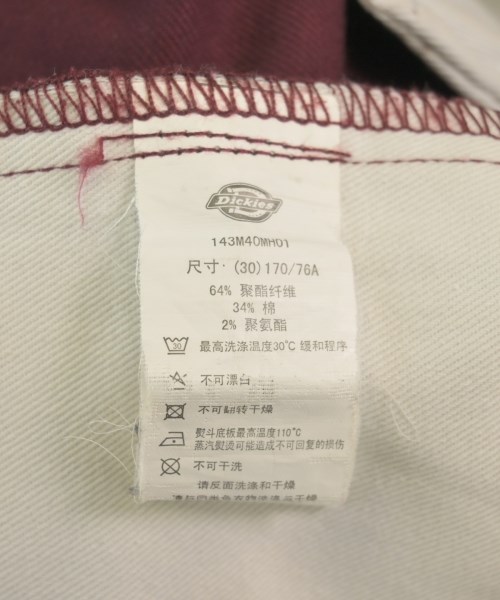 Dickies
143M40MH01
尺寸: (30)170/76A
64% 聚酯纤维
34% 棉
2% 聚氨酯
30 最高洗涤温度30℃ 缓和程序
不可漂白
不可&#转干燥
熨斗底板最高温度110℃
蒸汽熨烫可能造成不可回复的损伤
不可干洗
请反面洗涤和干燥